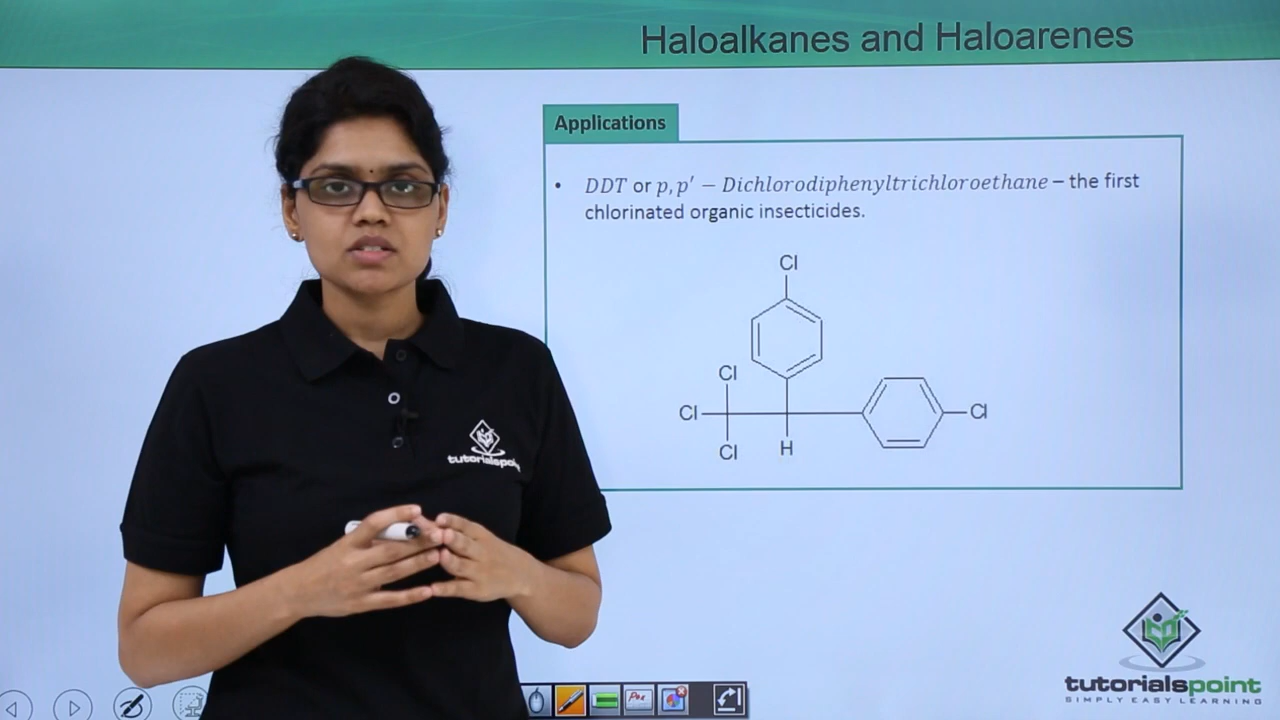 Haloalkanes and Haloarenes
Applications
• DDT or p, p′ − Dichlorodiphenyltrichloroethane – the first
chlorinated organic insecticides.
Cl
Cl
Cl
Cl
Cl
H
tutorialspoint
SIMPLY EASY LEARNING
tutorialspoint